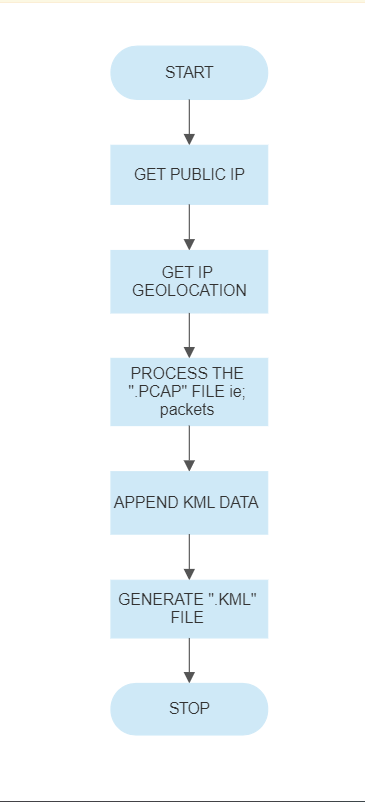 START
GET PUBLIC IP
GET IP
GEOLOCATION
PROCESS THE
".PCAP" FILE ie;
packets
APPEND KML DATA
GENERATE ".KML"
FILE
STOP